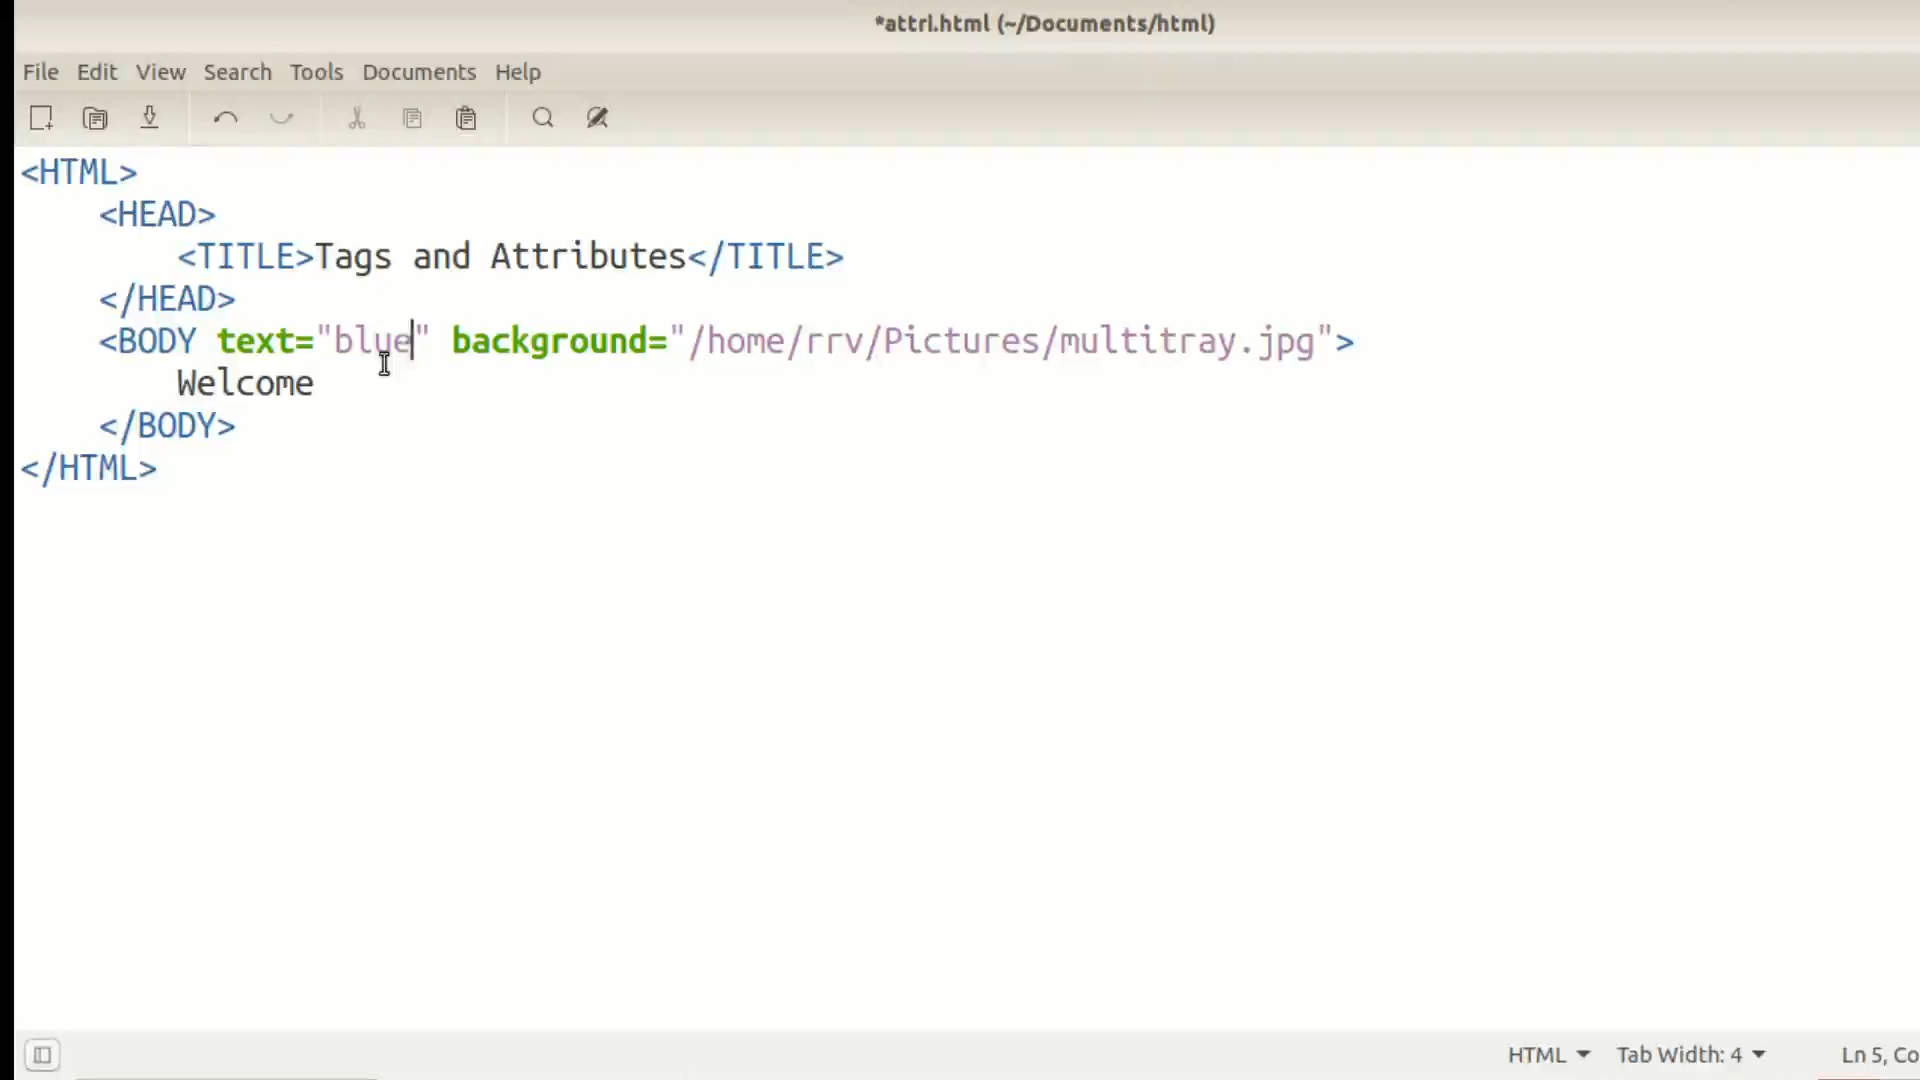 *attri.html (~/Documents/html)
File Edit View Search Tools Documents Help
<HTML>
<HEAD>
<TITLE>Tags and Attributes</TITLE>
</HEAD>
<BODY text="blue" background="/home/rrv/Pictures/multitray.jpg">
Welcome
</BODY>
</HTML>
HTML Tab Width: 4 Ln 5, Co